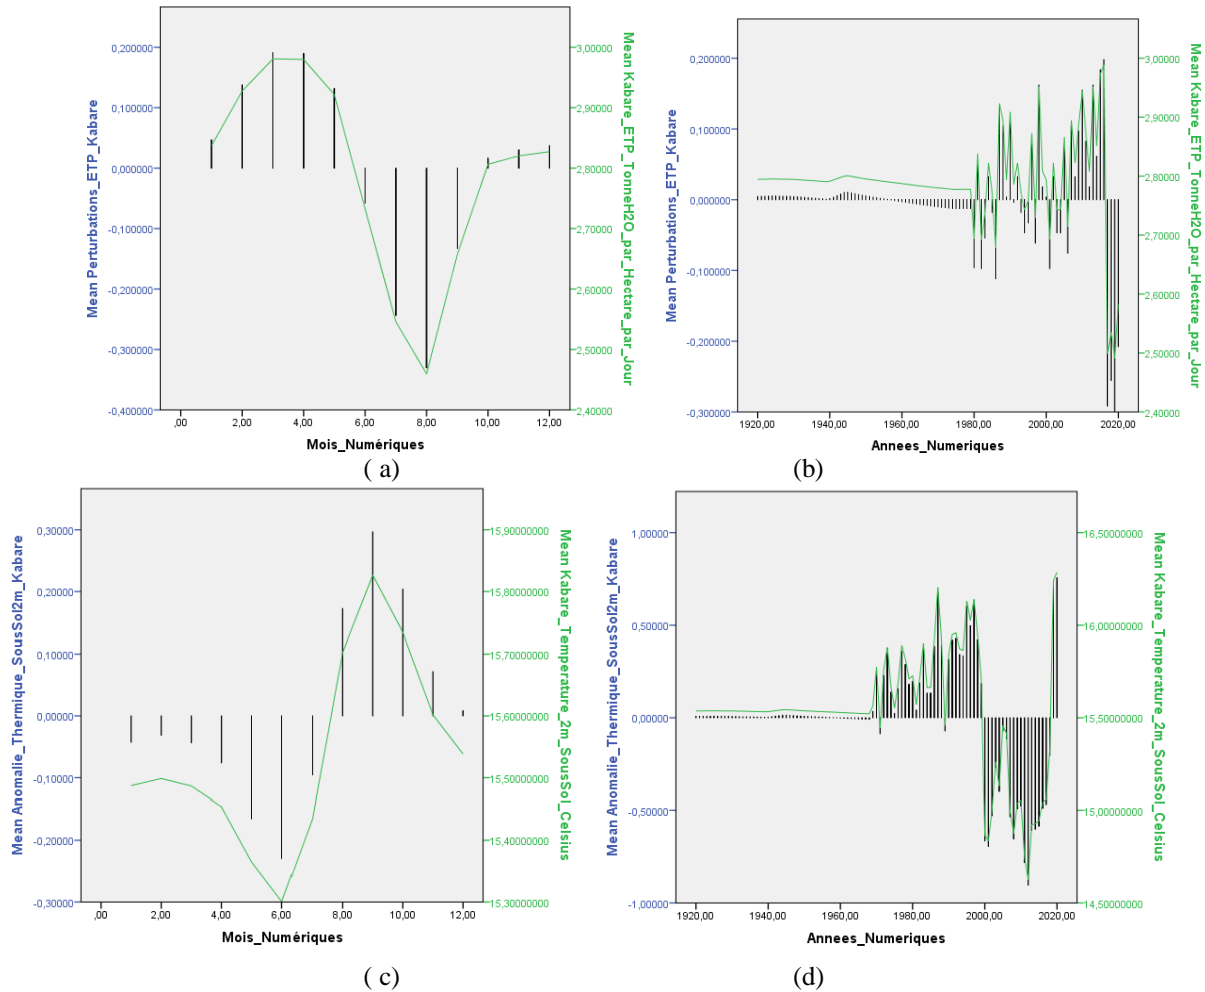 Mean Perturbations_ETP_Kabare
0,200000
0,100000
0,000000
-0,100000
-0,200000
-0,300000
-0,400000
3,00000
2,90000
2,80000
2,70000
2,60000
2,50000
2,40000
Mean Kabare_ETP_TonneH2O_par_Hectare_par_Jour
,00 2,00 4,00 6,00 8,00 10,00 12,00
Mois_Numériques
( a)
Mean Perturbations_ETP_Kabare
0,200000
0,100000
0,000000
-0,100000
-0,200000
-0,300000
3,00000
2,90000
2,80000
2,70000
2,60000
2,50000
2,40000
Mean Kabare_ETP_TonneH2O_par_Hectare_par_Jour
1920,00 1940,00 1960,00 1980,00 2000,00 2020,00
Annees_Numeriques
(b)
Mean Anomalie_Thermique_SousSol2m_Kabare
0,30000
0,20000
0,10000
0,00000
-0,10000
-0,20000
-0,30000
15,90000000
15,80000000
15,70000000
15,60000000
15,50000000
15,40000000
15,30000000
Mean Kabare_Temperature_2m_SousSol_Celsius
,00 2,00 4,00 6,00 8,00 10,00 12,00
Mois_Numériques
( c)
Mean Anomalie_Thermique_SousSol2m_Kabare
1,00000
0,50000
0,00000
-0,50000
-1,00000
16,50000000
16,00000000
15,50000000
15,00000000
14,50000000
Mean Kabare_Temperature_2m_SousSol_Celsius
1920,00 1940,00 1960,00 1980,00 2000,00 2020,00
Annees_Numeriques
(d)